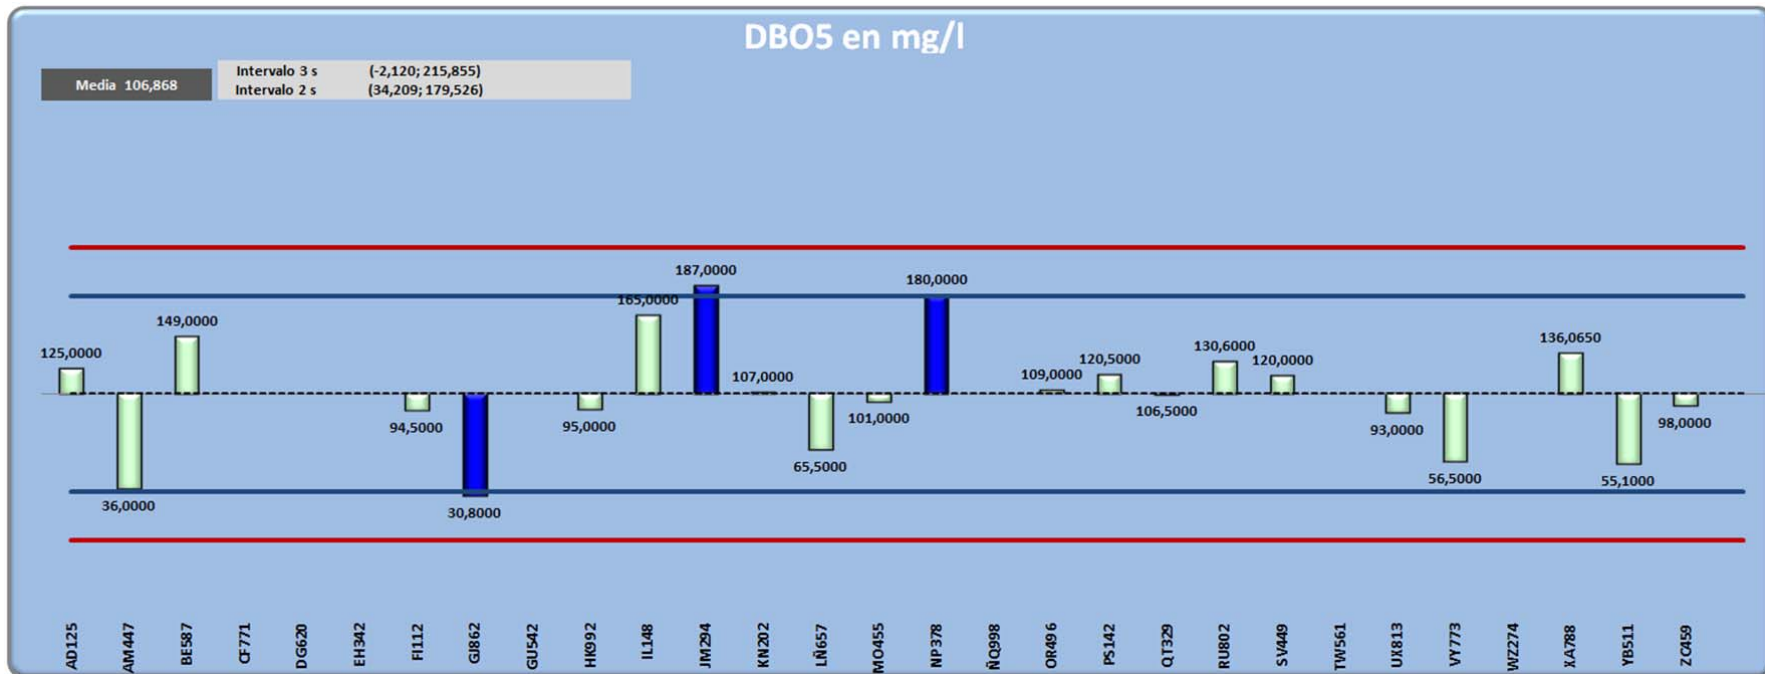 DBO5 en mg/l
Media 106,868
Intervalo 3 s (-2,120; 215,855)
Intervalo 2 s (34,209; 179,526)
187,0000
180,0000
165,0000
149,0000
136,0650
130,6000
125,0000
120,5000
120,0000
107,0000
109,0000
94,5000
95,0000
101,0000
106,5000
93,0000
98,0000
65,5000
56,5000
55,1000
36,0000
30,8000
AD125
AM447
BE587
CF771
DG620
EH342
FI112
GJ862
GU542
HK992
IL148
JM294
KN202
LÑ657
MO455
NP378
ÑQ998
OR496
PS142
QT329
RU802
SV449
TW561
UX813
VY773
WZ274
XA788
YB511
ZC459